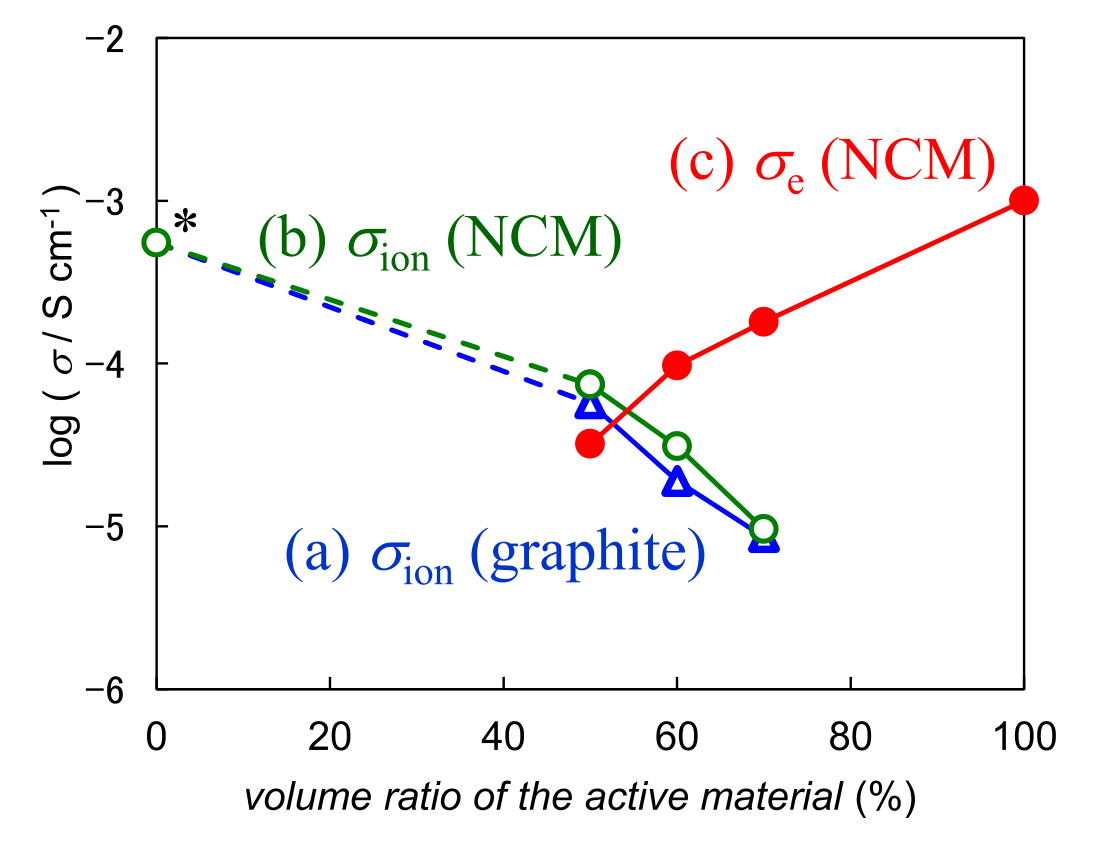 −2
−3
−4
−5
−6
log ( σ / S cm⁻¹ )
*
(b) σion (NCM)
(c) σe (NCM)
(a) σion (graphite)
0 20 40 60 80 100
volume ratio of the active material (%)